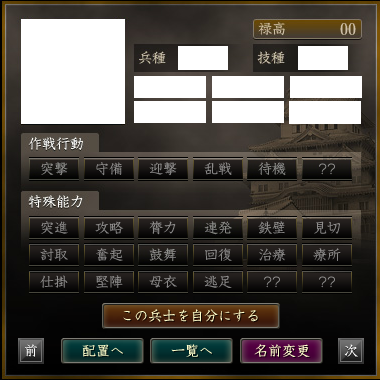 禄高 00
兵種 技種
作戦行動
突撃 守備 迎撃 乱戦 待機 ??
特殊能力
突進 攻略 膂力 連発 鉄壁 見切
討取 奮起 鼓舞 回復 治療 療所
仕掛 堅陣 母衣 逃足 ?? ??
この兵士を自分にする
前 配置へ 一覧へ 名前変更 次